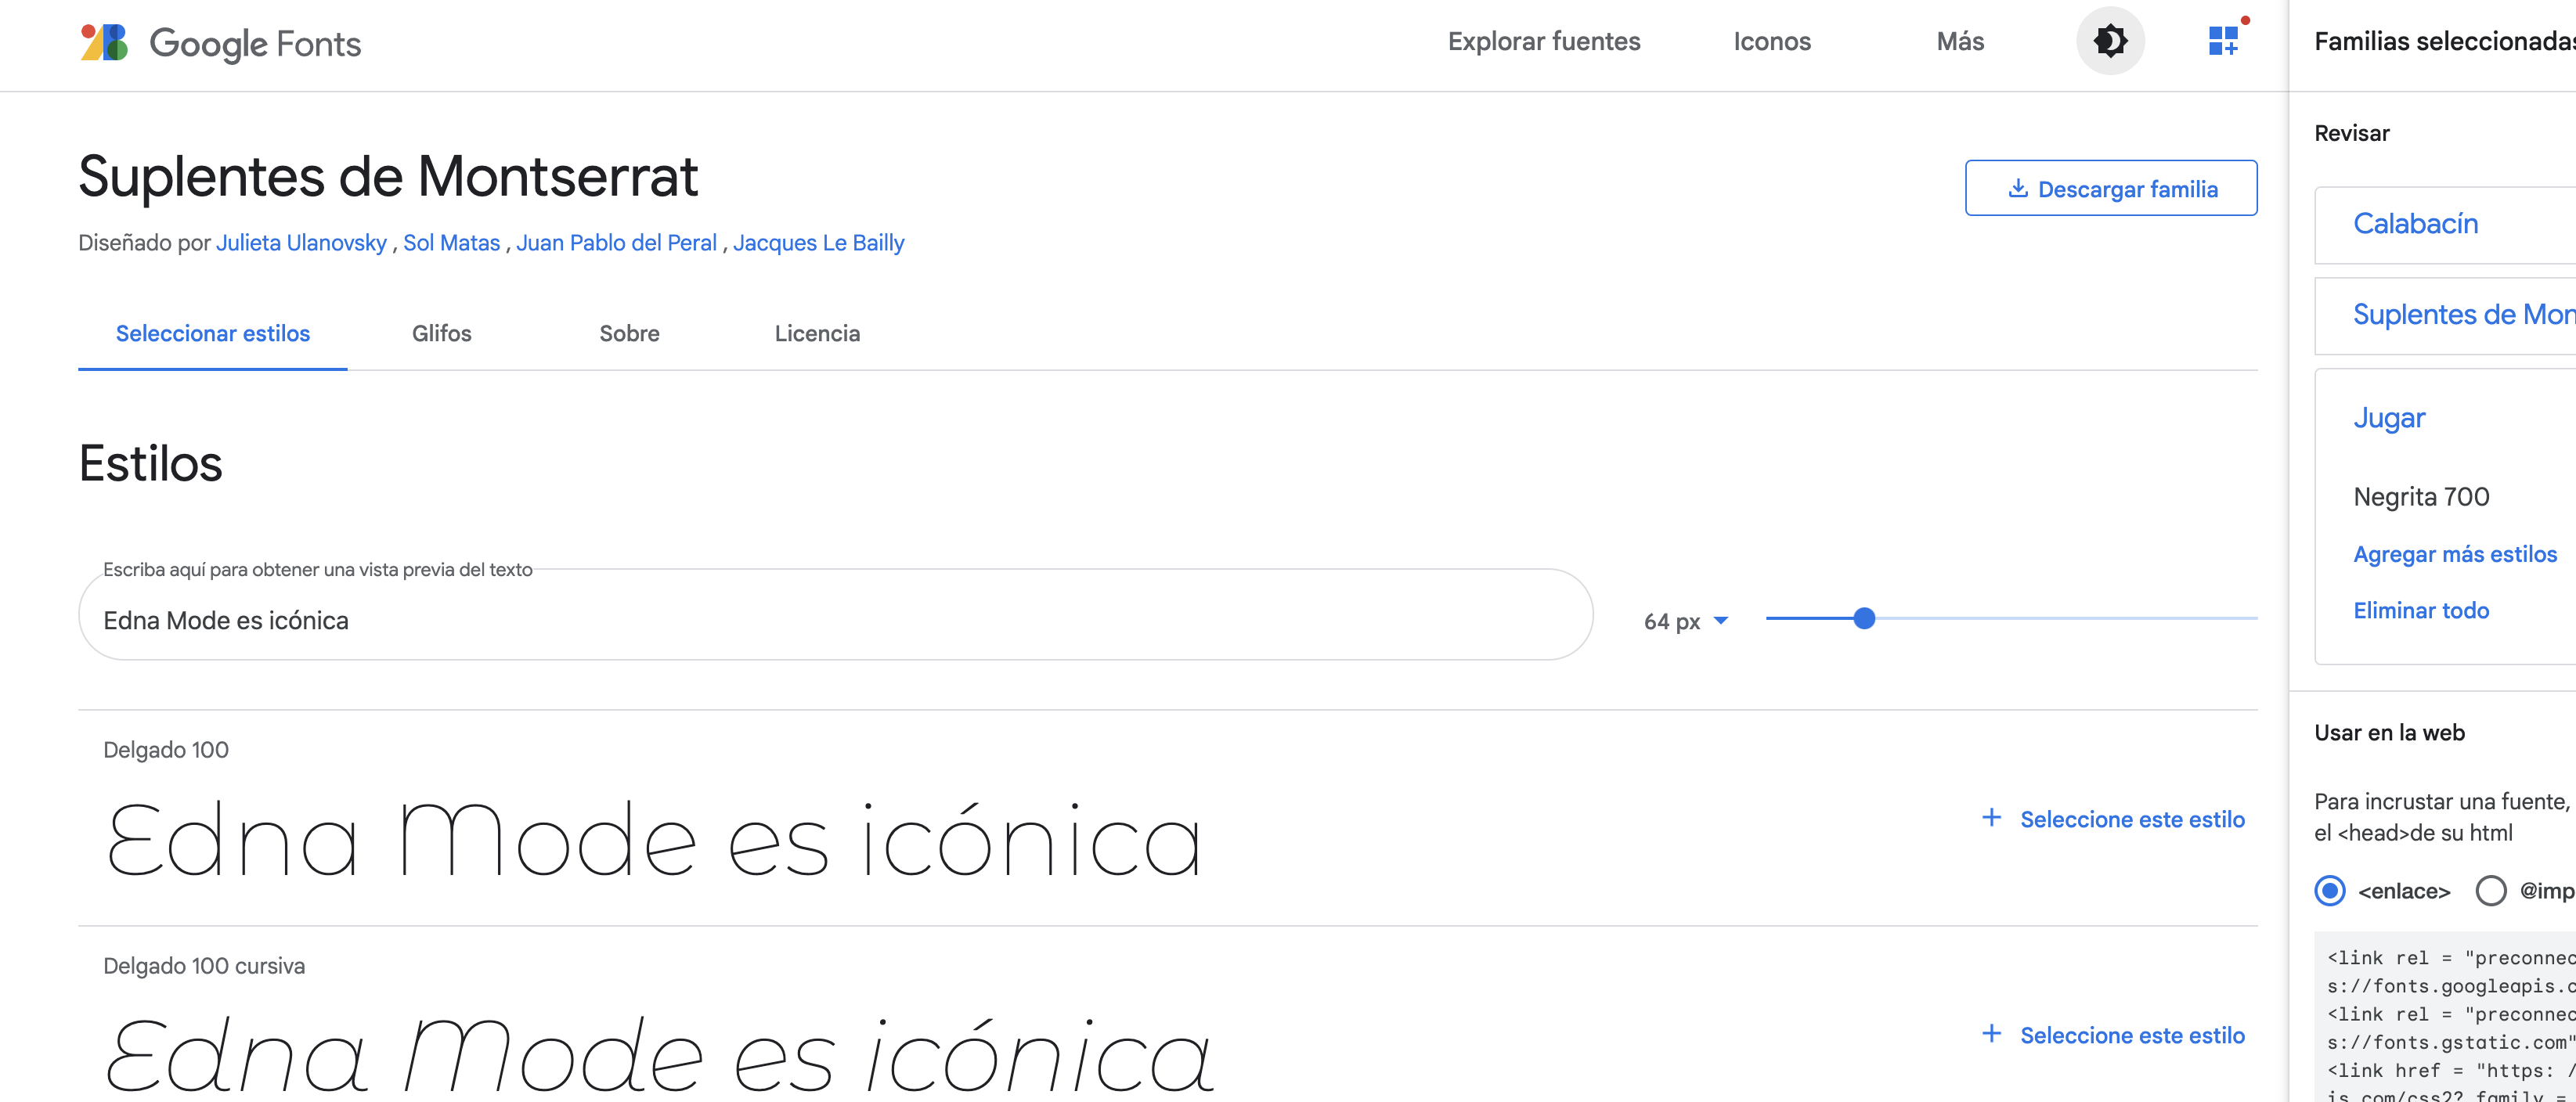 Google Fonts
Explorar fuentes
Iconos
Más
Familias seleccionadas
Suplentes de Montserrat
Descargar familia
Diseñado por Julieta Ulanovsky , Sol Matas , Juan Pablo del Peral , Jacques Le Bailly
Seleccionar estilos
Glifos
Sobre
Licencia
Estilos
Escriba aquí para obtener una vista previa del texto
Edna Mode es icónica
64 px
Delgado 100
Edna Mode es icónica
+ Seleccione este estilo
Delgado 100 cursiva
Edna Mode es icónica
+ Seleccione este estilo
Revisar
Calabacín
Suplentes de Mon
Jugar
Negrita 700
Agregar más estilos
Eliminar todo
Usar en la web
Para incrustar una fuente,
el <head>de su html
<enlace>
@imp
<link rel = "preconnec
s://fonts.googleapis.c
<link rel = "preconnec
s://fonts.gstatic.com"
<link href = "https: /
is.com/css2? family =